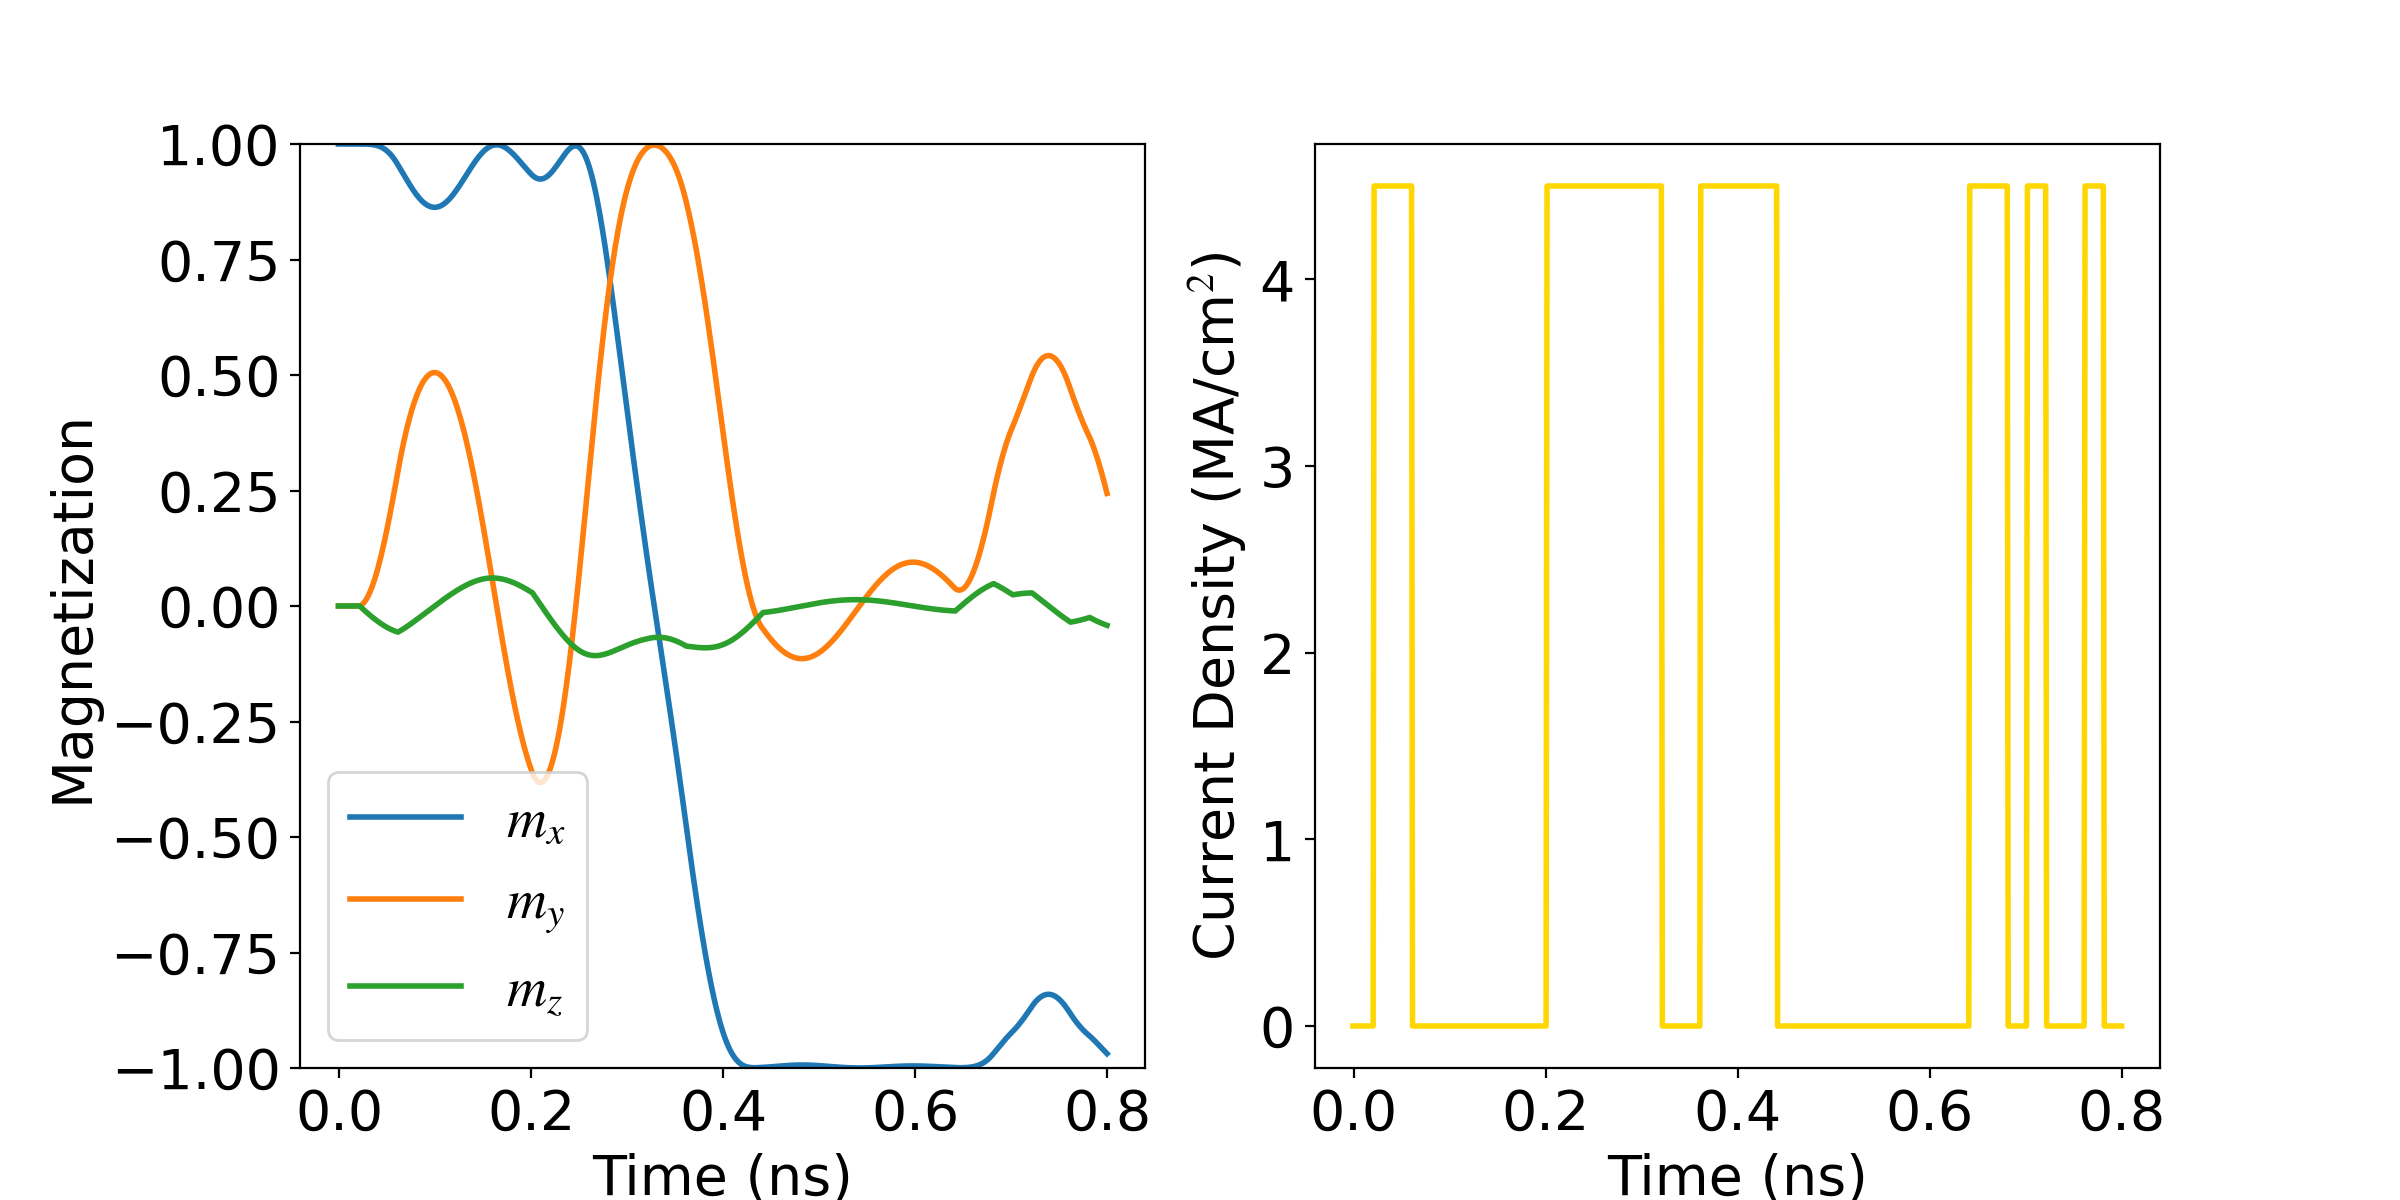 Magnetization
1.00
0.75
0.50
0.25
0.00
−0.25
−0.50
−0.75
−1.00
m_x
m_y
m_z
0.0 0.2 0.4 0.6 0.8
Time (ns)
Current Density (MA/cm²)
4
3
2
1
0
0.0 0.2 0.4 0.6 0.8
Time (ns)